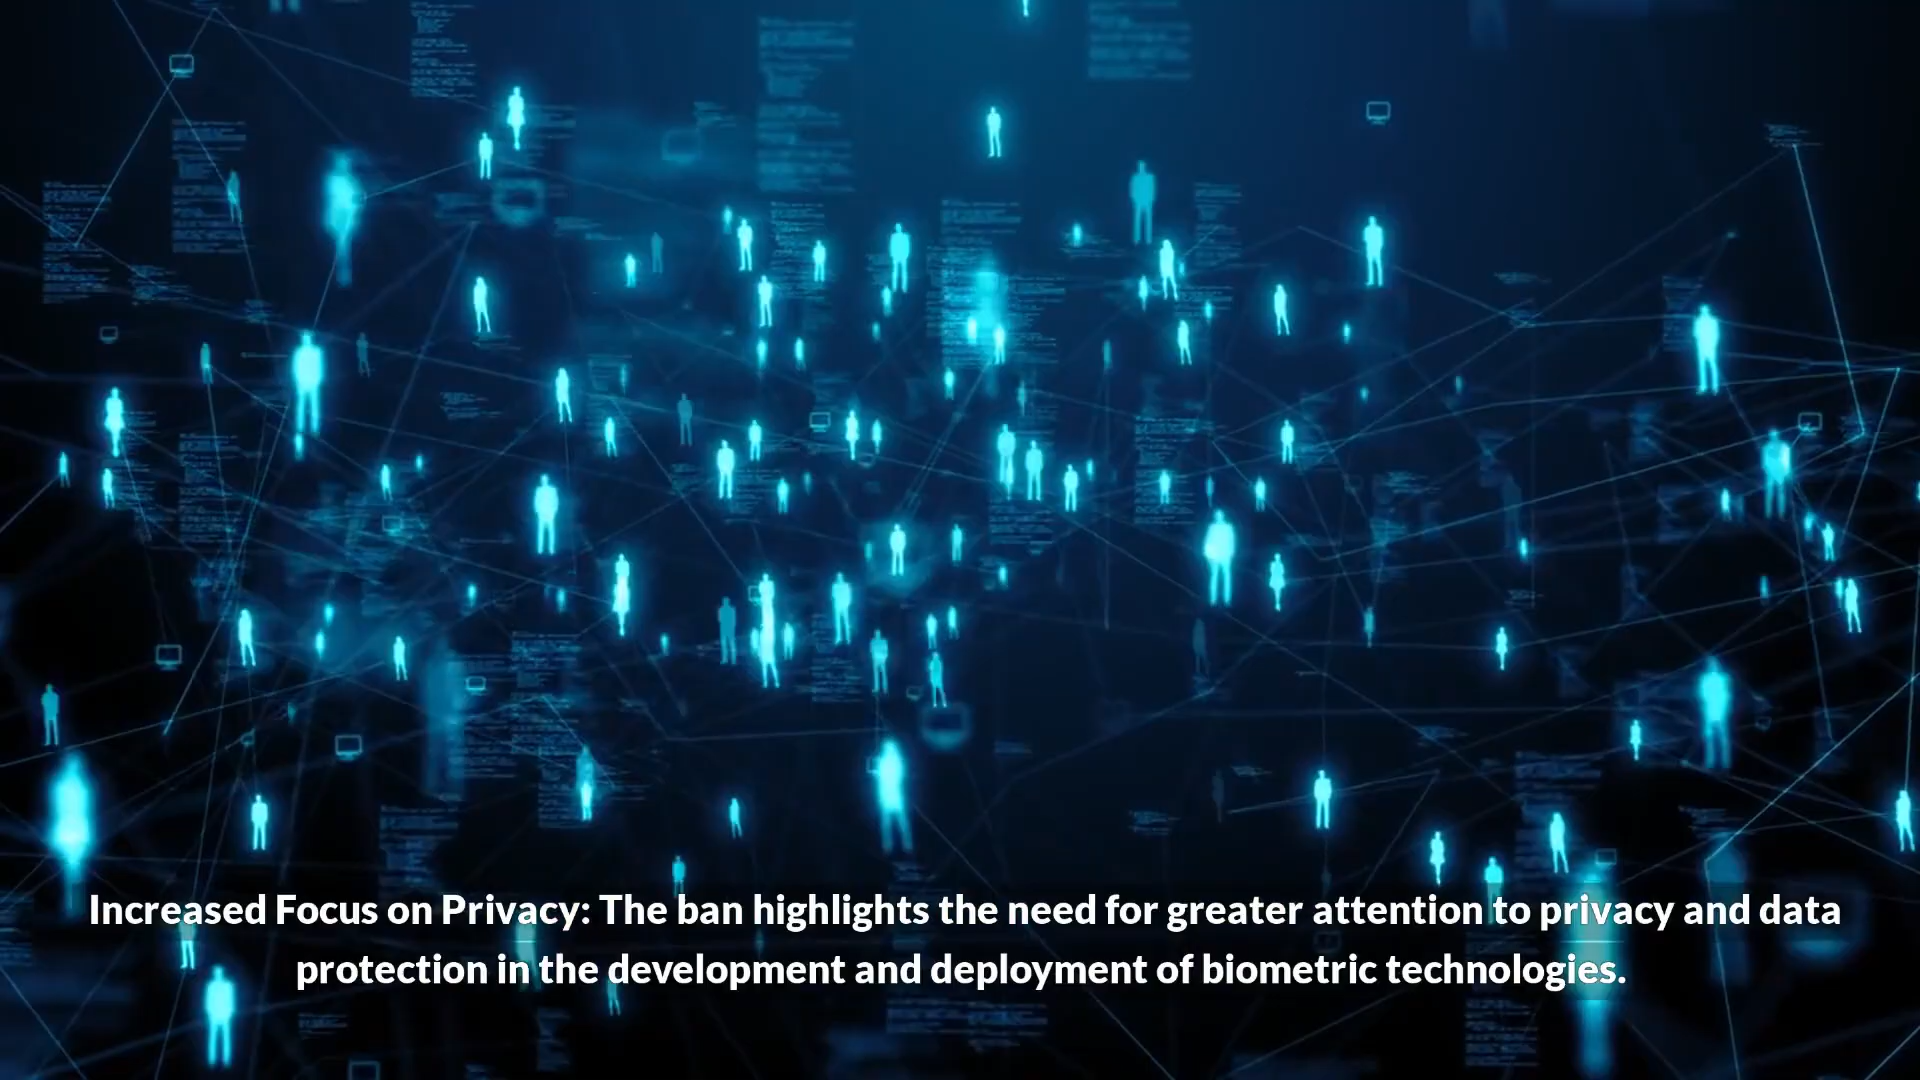 Increased Focus on Privacy: The ban highlights the need for greater attention to privacy and data
protection in the development and deployment of biometric technologies.